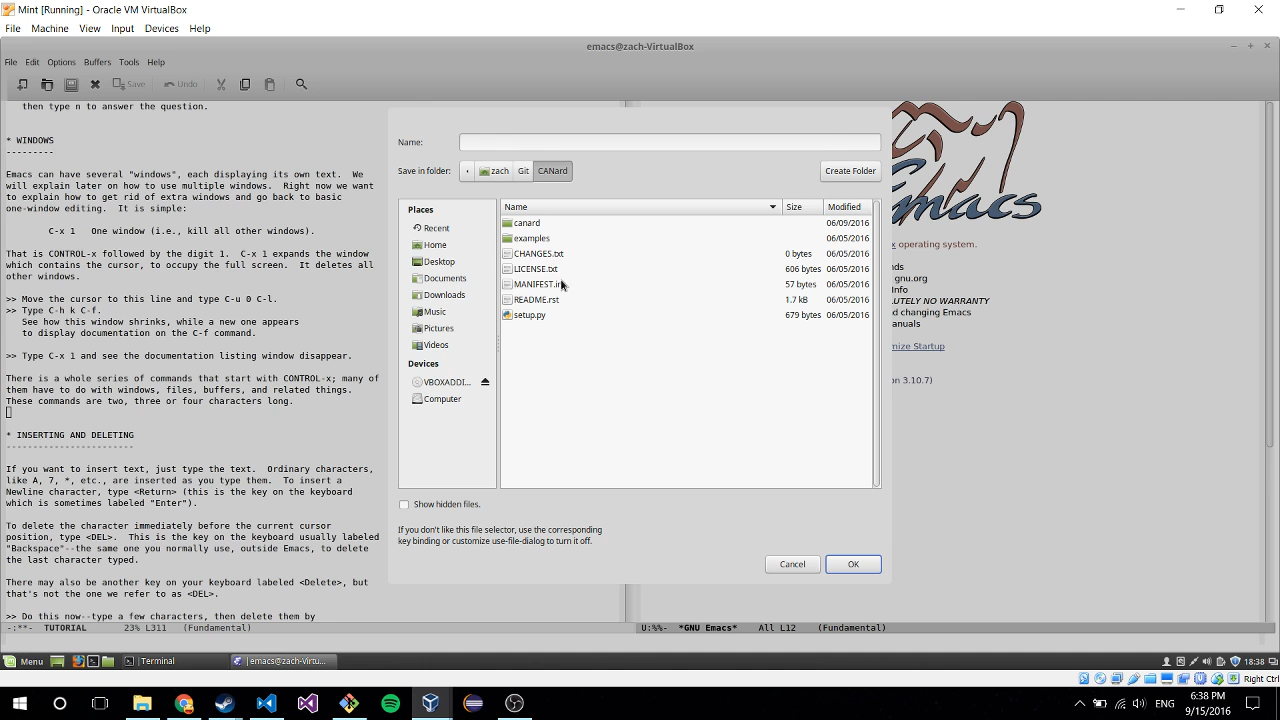 Mint [Running] - Oracle VM VirtualBox
File Machine View Input Devices Help
emacs@zach-VirtualBox
File Edit Options Buffers Tools Help
Save Undo
then type n to answer the question.
* WINDOWS
---------
Emacs can have several "windows", each displaying its own text.  We
will explain later on how to use multiple windows.  Right now we want
to explain how to get rid of extra windows and go back to basic
one-window editing.  It is simple:
C-x 1   One window (i.e., kill all other windows).
That is CONTROL-x followed by the digit 1.  C-x 1 expands the window
which contains the cursor, to occupy the full screen.  It deletes all
other windows.
>> Move the cursor to this line and type C-u 0 C-l.
>> Type C-h k C-f.
See how this window shrinks, while a new one appears
to display documentation on the C-f command.
>> Type C-x 1 and see the documentation listing window disappear.
There is a whole series of commands that start with CONTROL-x; many of
them have to do with windows, files, buffers, and related things.
These commands are two, three or four characters long.
* INSERTING AND DELETING
------------------------
If you want to insert text, just type the text.  Ordinary characters,
like A, 7, *, etc., are inserted as you type them.  To insert a
Newline character, type <Return> (this is the key on the keyboard
which is sometimes labeled "Enter").
To delete the character immediately before the current cursor
position, type <DEL>.  This is the key on the keyboard usually labeled
"Backspace"--the same one you normally use, outside Emacs, to delete
the last character typed.
There may also be another key on your keyboard labeled <Delete>, but
that's not the one we refer to as <DEL>.
>> Do this now--type a few characters, then delete them by
-:**-  TUTORIAL      23% L311   (Fundamental)
Name:
Save in folder: zach Git CANard Create Folder
Places
Recent
Home
Desktop
Documents
Downloads
Music
Pictures
Videos
Devices
VBOXADDI...
Computer
Name Size Modified
canard 06/09/2016
examples 06/05/2016
CHANGES.txt 0 bytes 06/05/2016
LICENSE.txt 606 bytes 06/05/2016
MANIFEST.in 57 bytes 06/05/2016
README.rst 1.7 kB 06/05/2016
setup.py 679 bytes 06/05/2016
Show hidden files.
If you don't like this file selector, use the corresponding
key binding or customize use-file-dialog to turn it off.
Cancel OK
macs
x operating system.
nds
gnu.org
Info
LUTELY NO WARRANTY
nd changing Emacs
anuals
mize Startup
n 3.10.7)
U:%%-  *GNU Emacs*    All L12    (Fundamental)
Menu Terminal [emacs@zach-Virtu... 18:38
Right Ctrl
ENG 6:38 PM
9/15/2016